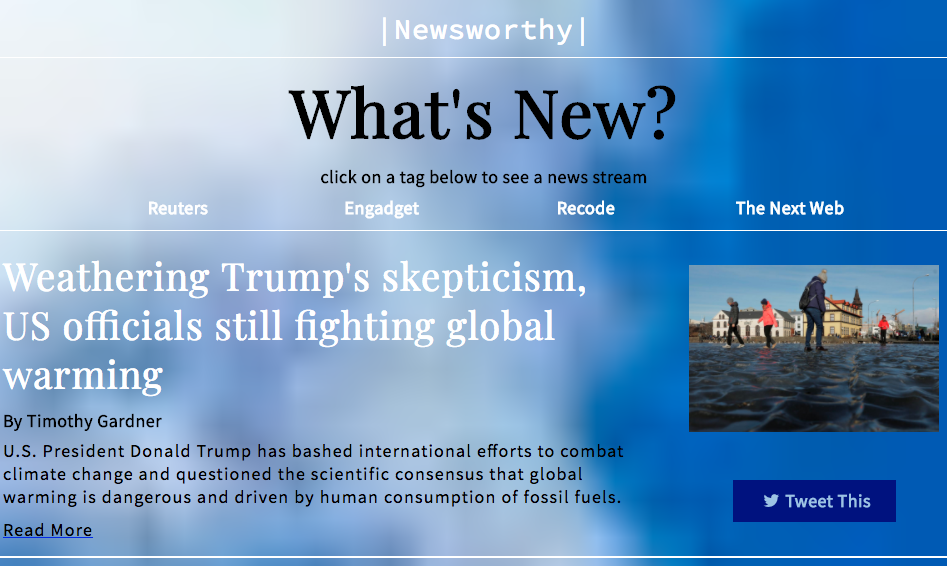 |Newsworthy|
What's New?
click on a tag below to see a news stream
Reuters Engadget Recode The Next Web
Weathering Trump's skepticism,
US officials still fighting global
warming
By Timothy Gardner
U.S. President Donald Trump has bashed international efforts to combat
climate change and questioned the scientific consensus that global
warming is dangerous and driven by human consumption of fossil fuels.
Read More
Tweet This